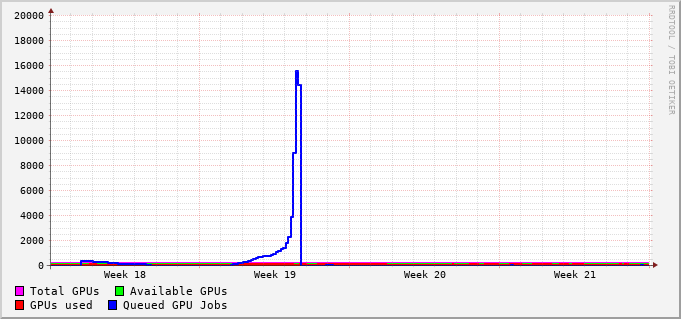 20000
18000
16000
14000
12000
10000
8000
6000
4000
2000
0
Week 18 Week 19 Week 20 Week 21
Total GPUs Available GPUs
GPUs used Queued GPU Jobs
RRDTOOL / TOBI OETIKER